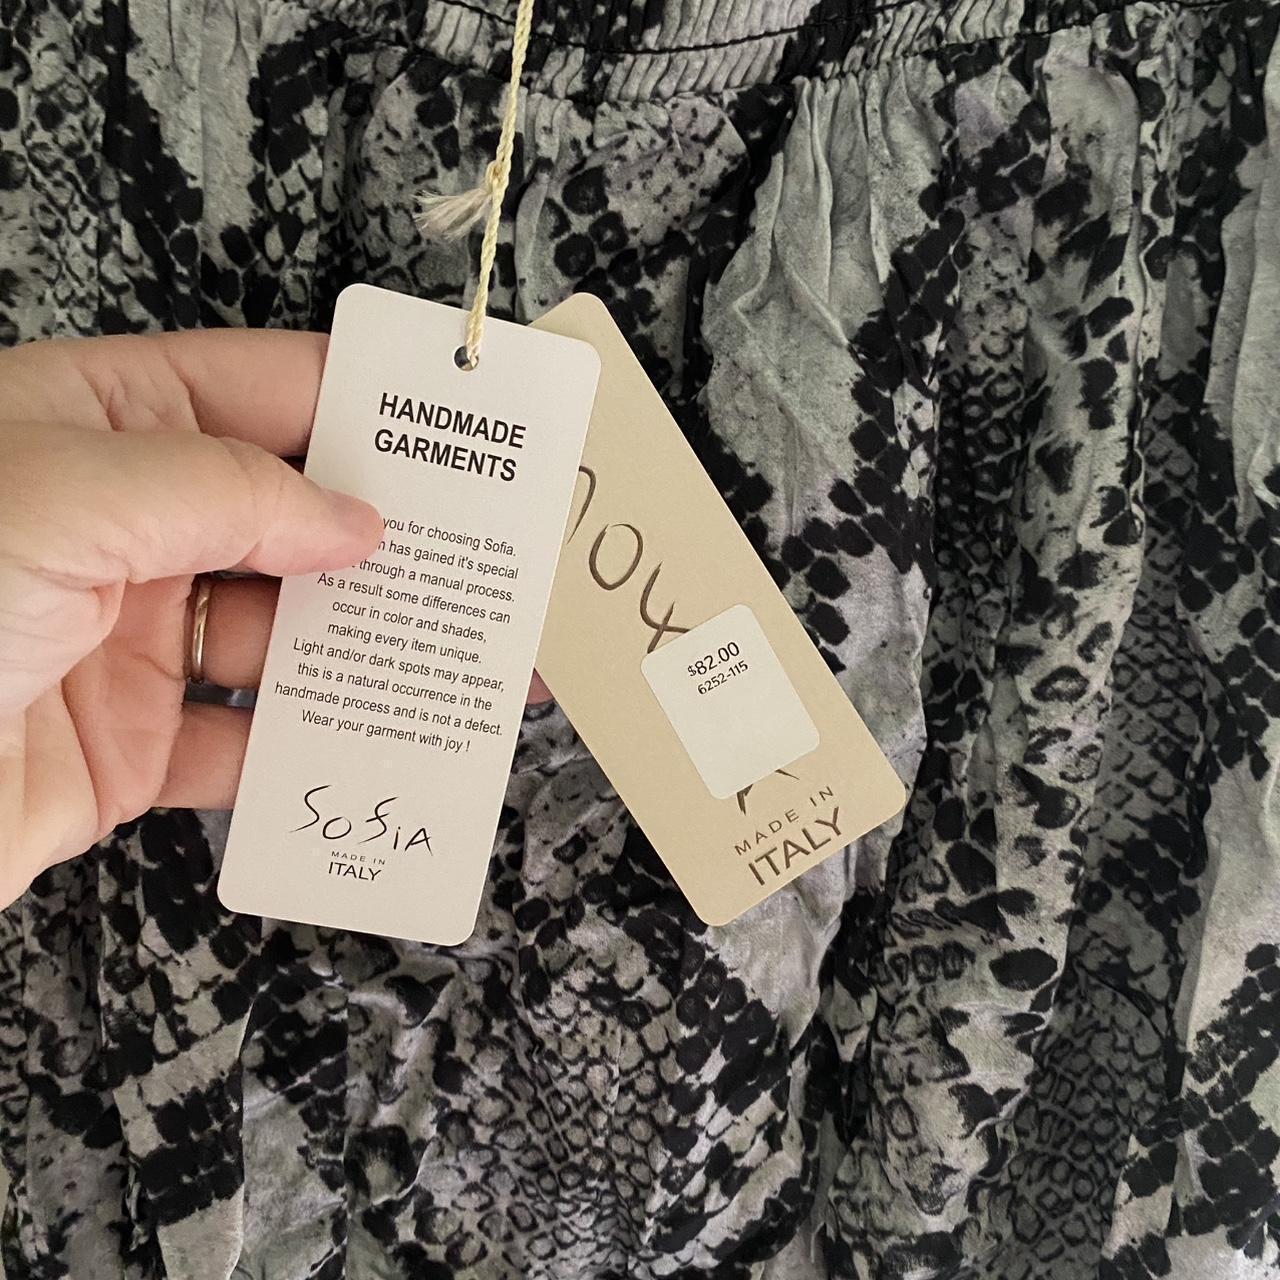 HANDMADE
GARMENTS
you for choosing Sofia.
has gained it's special
through a manual process.
As a result some differences can
occur in color and shades,
making every item unique.
Light and/or dark spots may appear,
this is a natural occurrence in the
handmade process and is not a defect.
Wear your garment with joy !
SOFiA
MADE IN
ITALY
$82.00
6252-115
MADE IN
ITALY